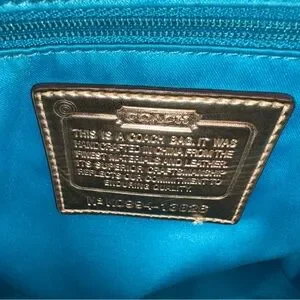 COACH
THIS IS A COACH BAG. IT WAS
HANDCRAFTED IN CHINA FROM THE
FINEST MATERIALS AND LEATHER.
ITS SUPERIOR CRAFTSMANSHIP
REFLECTS OUR COMMITMENT TO
ENDURING QUALITY.